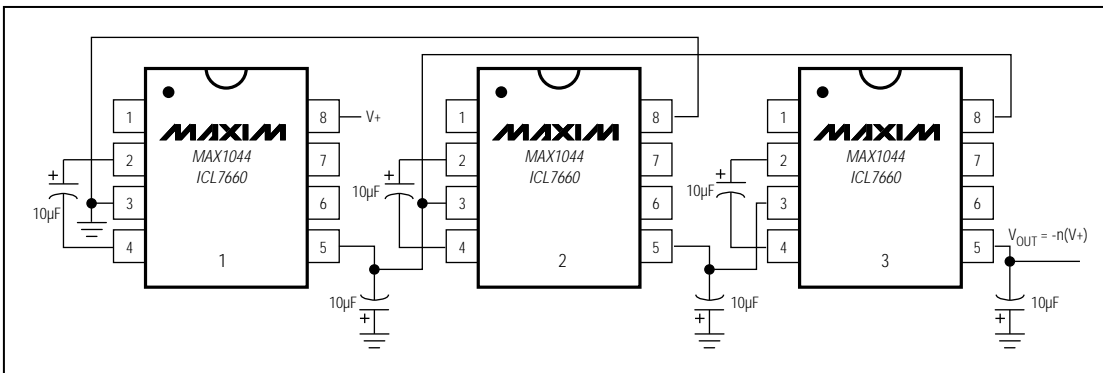 MAXIM
MAX1044
ICL7660
1
1
2
3
4
8
7
6
5
V+
+
10µF
10µF
+
MAXIM
MAX1044
ICL7660
2
1
2
3
4
8
7
6
5
+
10µF
10µF
+
MAXIM
MAX1044
ICL7660
3
1
2
3
4
8
7
6
5
+
10µF
VOUT = -n(V+)
10µF
+